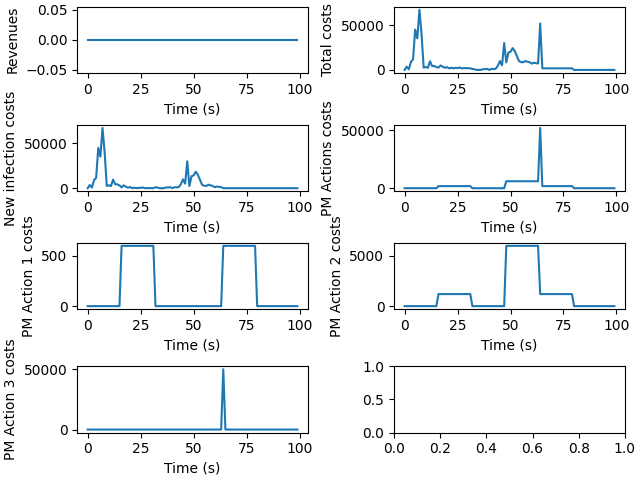 Revenues
0.05
0.00
−0.05
0 25 50 75 100
Time (s)
Total costs
50000
0
0 25 50 75 100
Time (s)
New infection costs
50000
0
0 25 50 75 100
Time (s)
PM Actions costs
50000
0
0 25 50 75 100
Time (s)
PM Action 1 costs
500
0
0 25 50 75 100
Time (s)
PM Action 2 costs
5000
0
0 25 50 75 100
Time (s)
PM Action 3 costs
50000
0
0 25 50 75 100
Time (s)
1.0
0.5
0.0
0.0 0.2 0.4 0.6 0.8 1.0